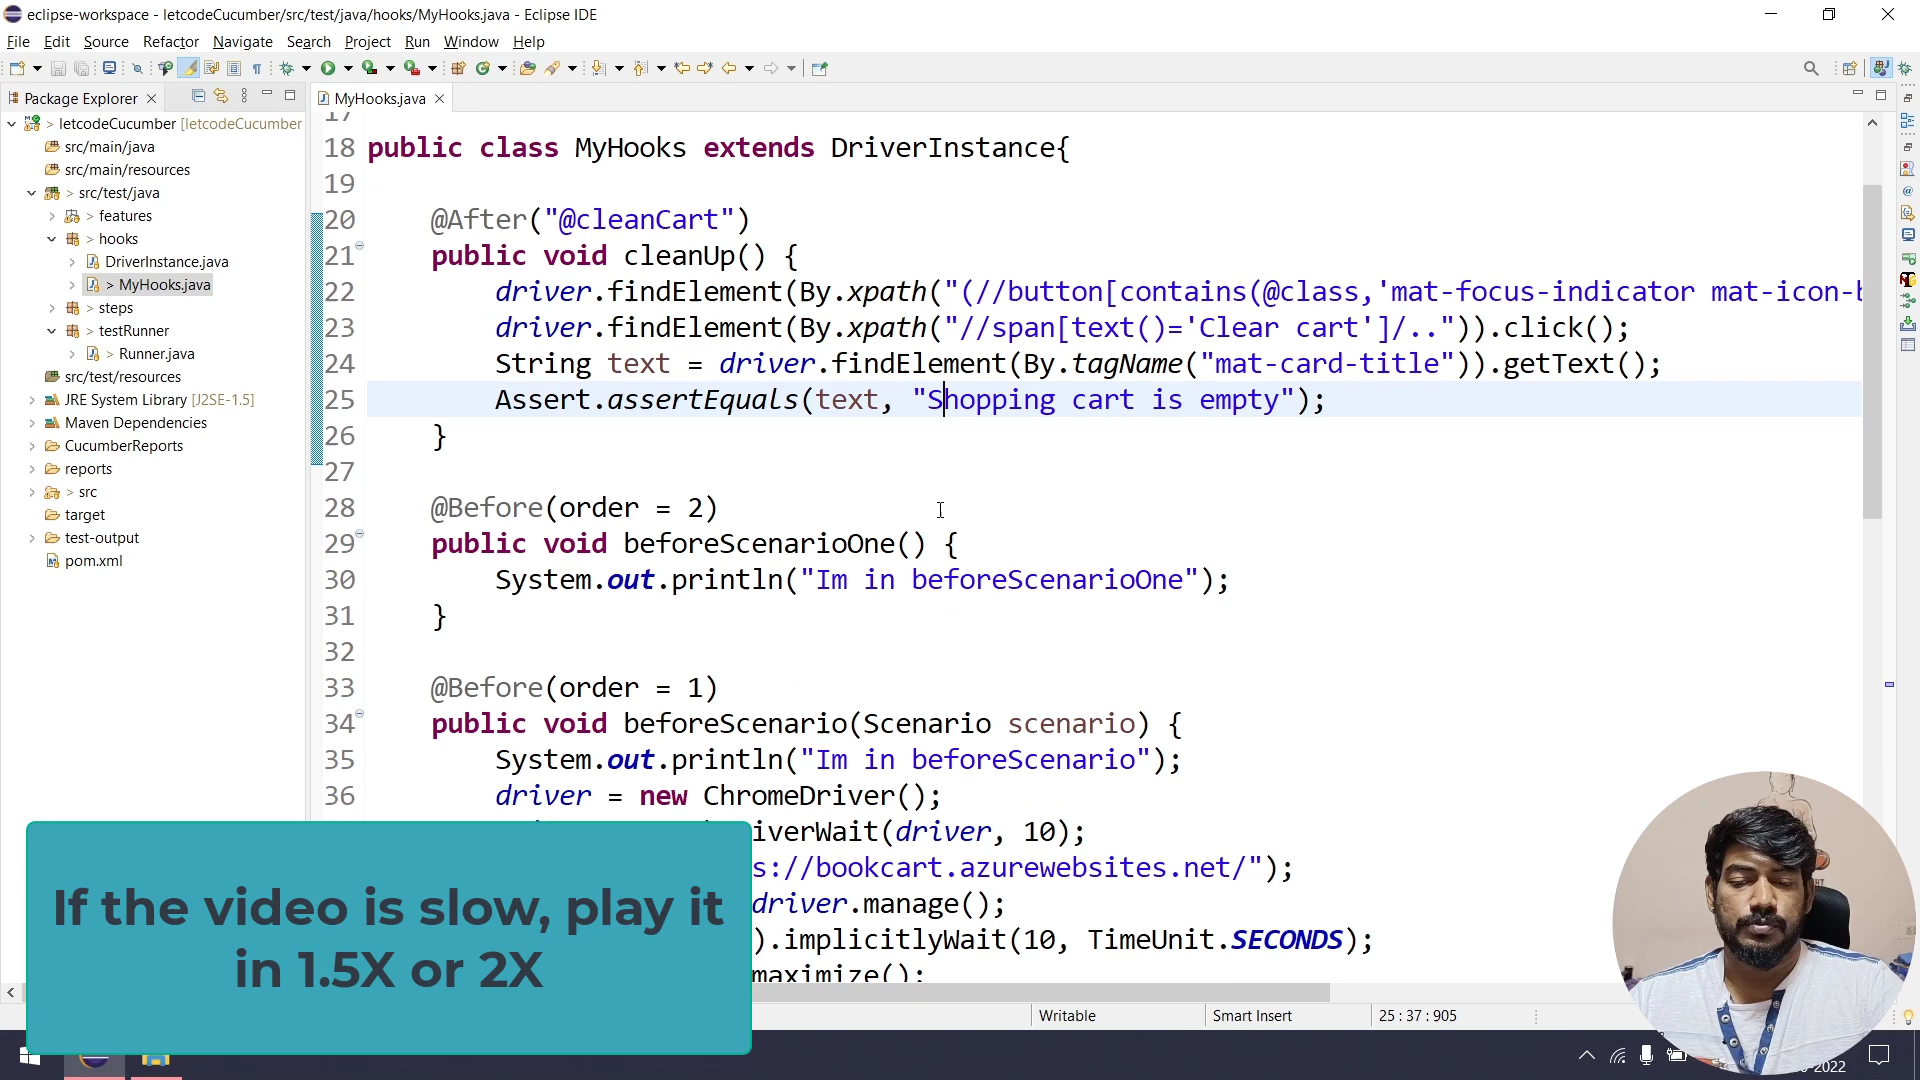 eclipse-workspace - letcodeCucumber/src/test/java/hooks/MyHooks.java - Eclipse IDE
File Edit Source Refactor Navigate Search Project Run Window Help
Package Explorer
MyHooks.java
> letcodeCucumber [letcodeCucumber
src/main/java
src/main/resources
> src/test/java
> features
> hooks
DriverInstance.java
> MyHooks.java
> steps
> testRunner
> Runner.java
src/test/resources
JRE System Library [J2SE-1.5]
Maven Dependencies
CucumberReports
reports
> src
target
test-output
pom.xml
17
18 public class MyHooks extends DriverInstance{
19
20 @After("@cleanCart")
21 public void cleanUp() {
22 driver.findElement(By.xpath("(//button[contains(@class,'mat-focus-indicator mat-icon-b
23 driver.findElement(By.xpath("//span[text()='Clear cart']/..")).click();
24 String text = driver.findElement(By.tagName("mat-card-title")).getText();
25 Assert.assertEquals(text, "Shopping cart is empty");
26 }
27
28 @Before(order = 2)
29 public void beforeScenarioOne() {
30 System.out.println("Im in beforeScenarioOne");
31 }
32
33 @Before(order = 1)
34 public void beforeScenario(Scenario scenario) {
35 System.out.println("Im in beforeScenario");
36 driver = new ChromeDriver();
iverWait(driver, 10);
s://bookcart.azurewebsites.net/");
driver.manage();
).implicitlyWait(10, TimeUnit.SECONDS);
maximize();
If the video is slow, play it
in 1.5X or 2X
Writable Smart Insert 25 : 37 : 905
-2022